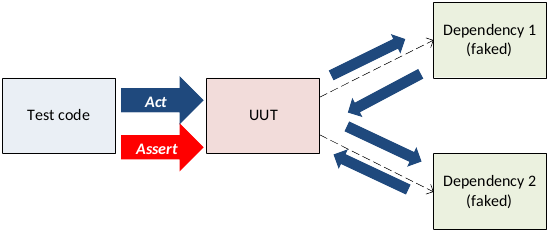 Test code
Act
Assert
UUT
Dependency 1
(faked)
Dependency 2
(faked)